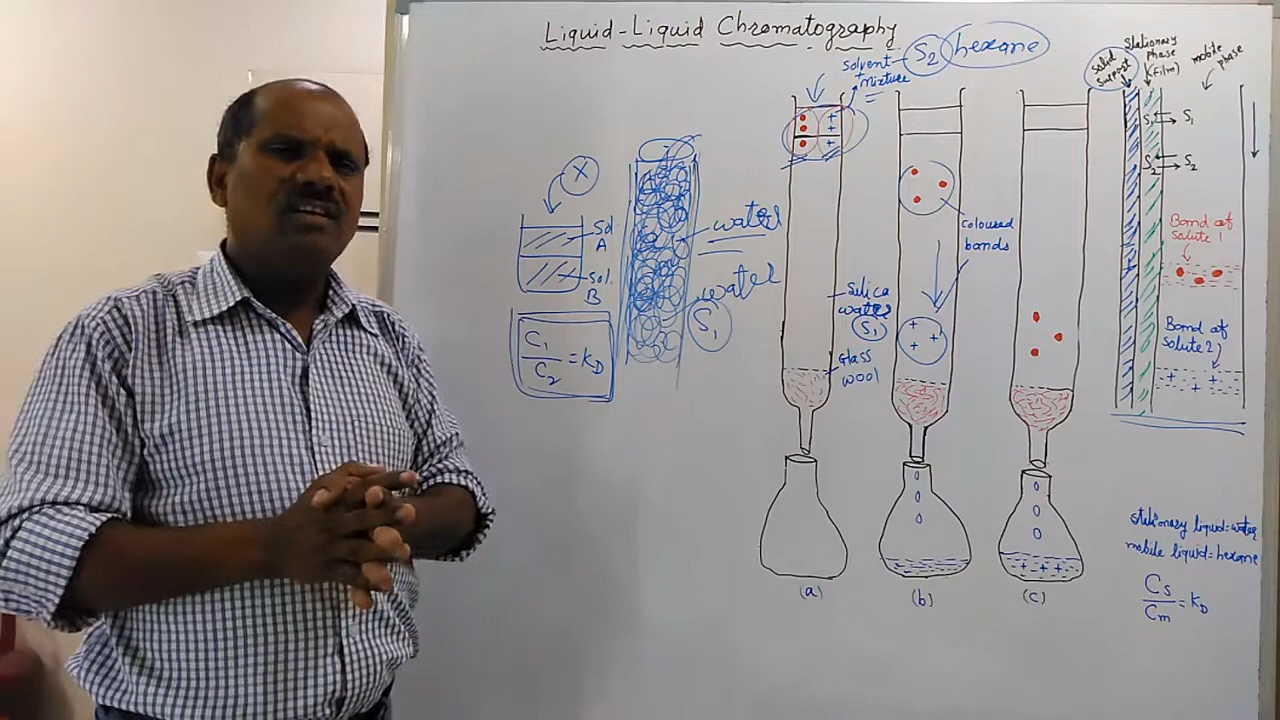 Liquid-Liquid Chromatography
solvent
+
mixture
S2
hexane
X
Sol
A
Sol.
B
C1
C2
= KD
water
water
S1
Silica
water
S1
Glass
wool
coloured
bands
solid
support
stationary
phase
(Film)
mobile
phase
S1
S1
S2
S2
Band of
Solute 1
Band of
Solute 2
(a)
(b)
(c)
stationary liquid=water
mobile liquid=hexane
Cs
Cm
= KD